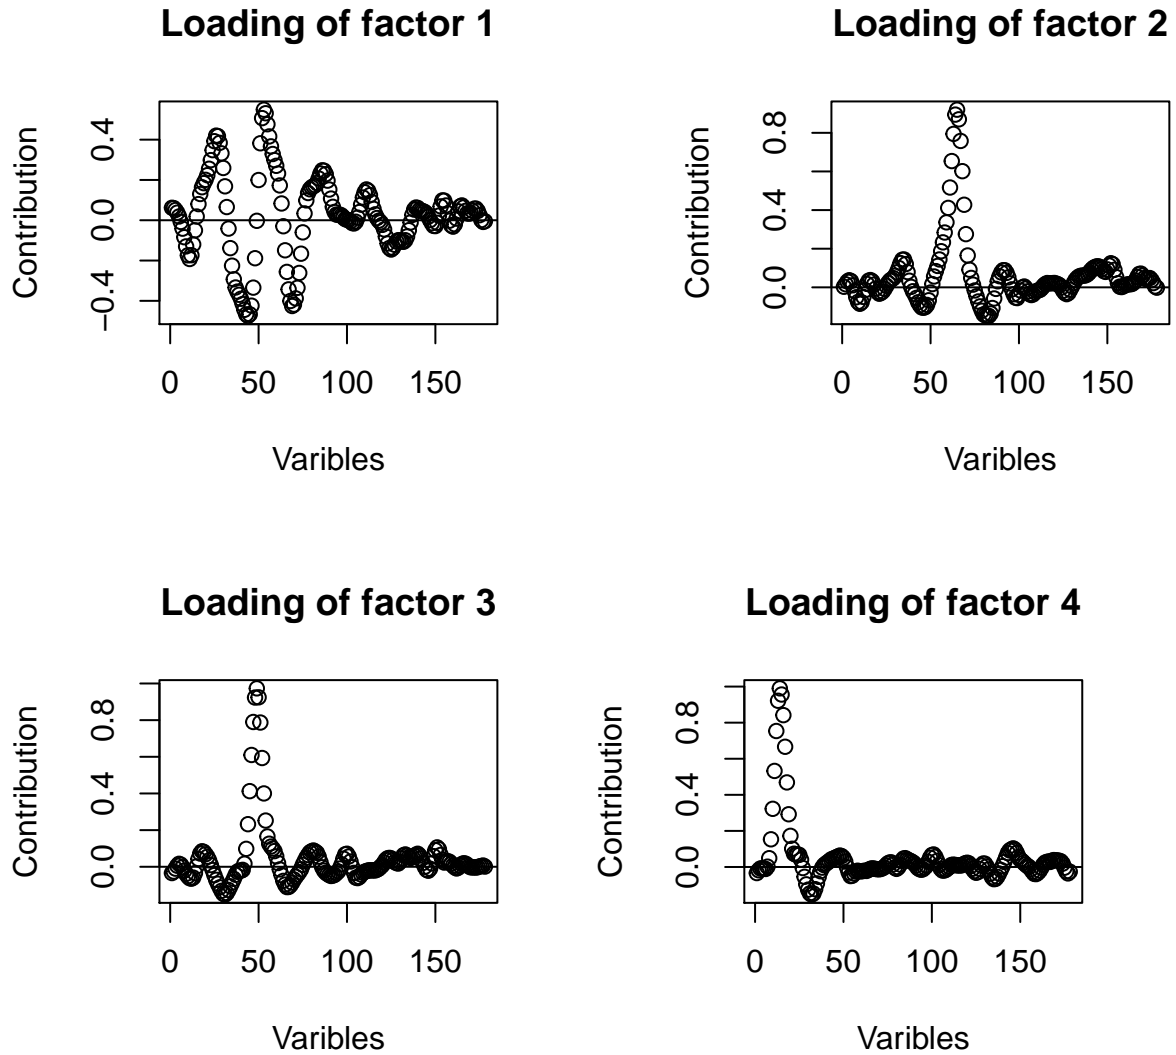 Loading of factor 1
Contribution
0.4
0.0
−0.4
0 50 100 150
Varibles
Loading of factor 2
Contribution
0.8
0.4
0.0
0 50 100 150
Varibles
Loading of factor 3
Contribution
0.8
0.4
0.0
0 50 100 150
Varibles
Loading of factor 4
Contribution
0.8
0.4
0.0
0 50 100 150
Varibles